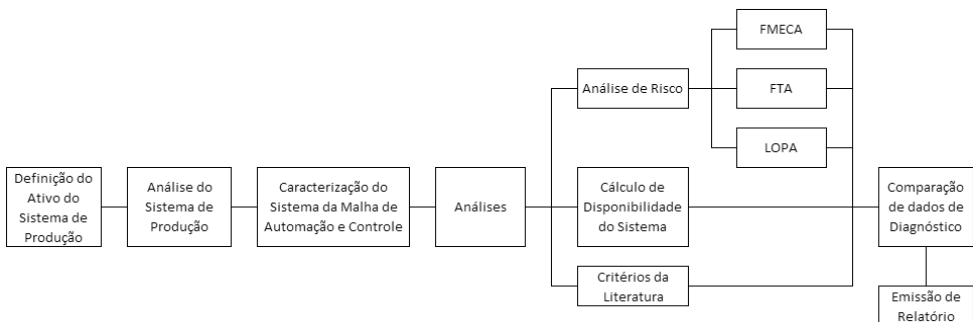 Definição do
Ativo do
Sistema de
Produção
Análise do
Sistema de
Produção
Caracterização do
Sistema da Malha de
Automação e Controle
Análises
Análise de Risco
FMECA
FTA
LOPA
Cálculo de
Disponibilidade
do Sistema
Critérios da
Literatura
Comparação
de dados de
Diagnóstico
Emissão de
Relatório